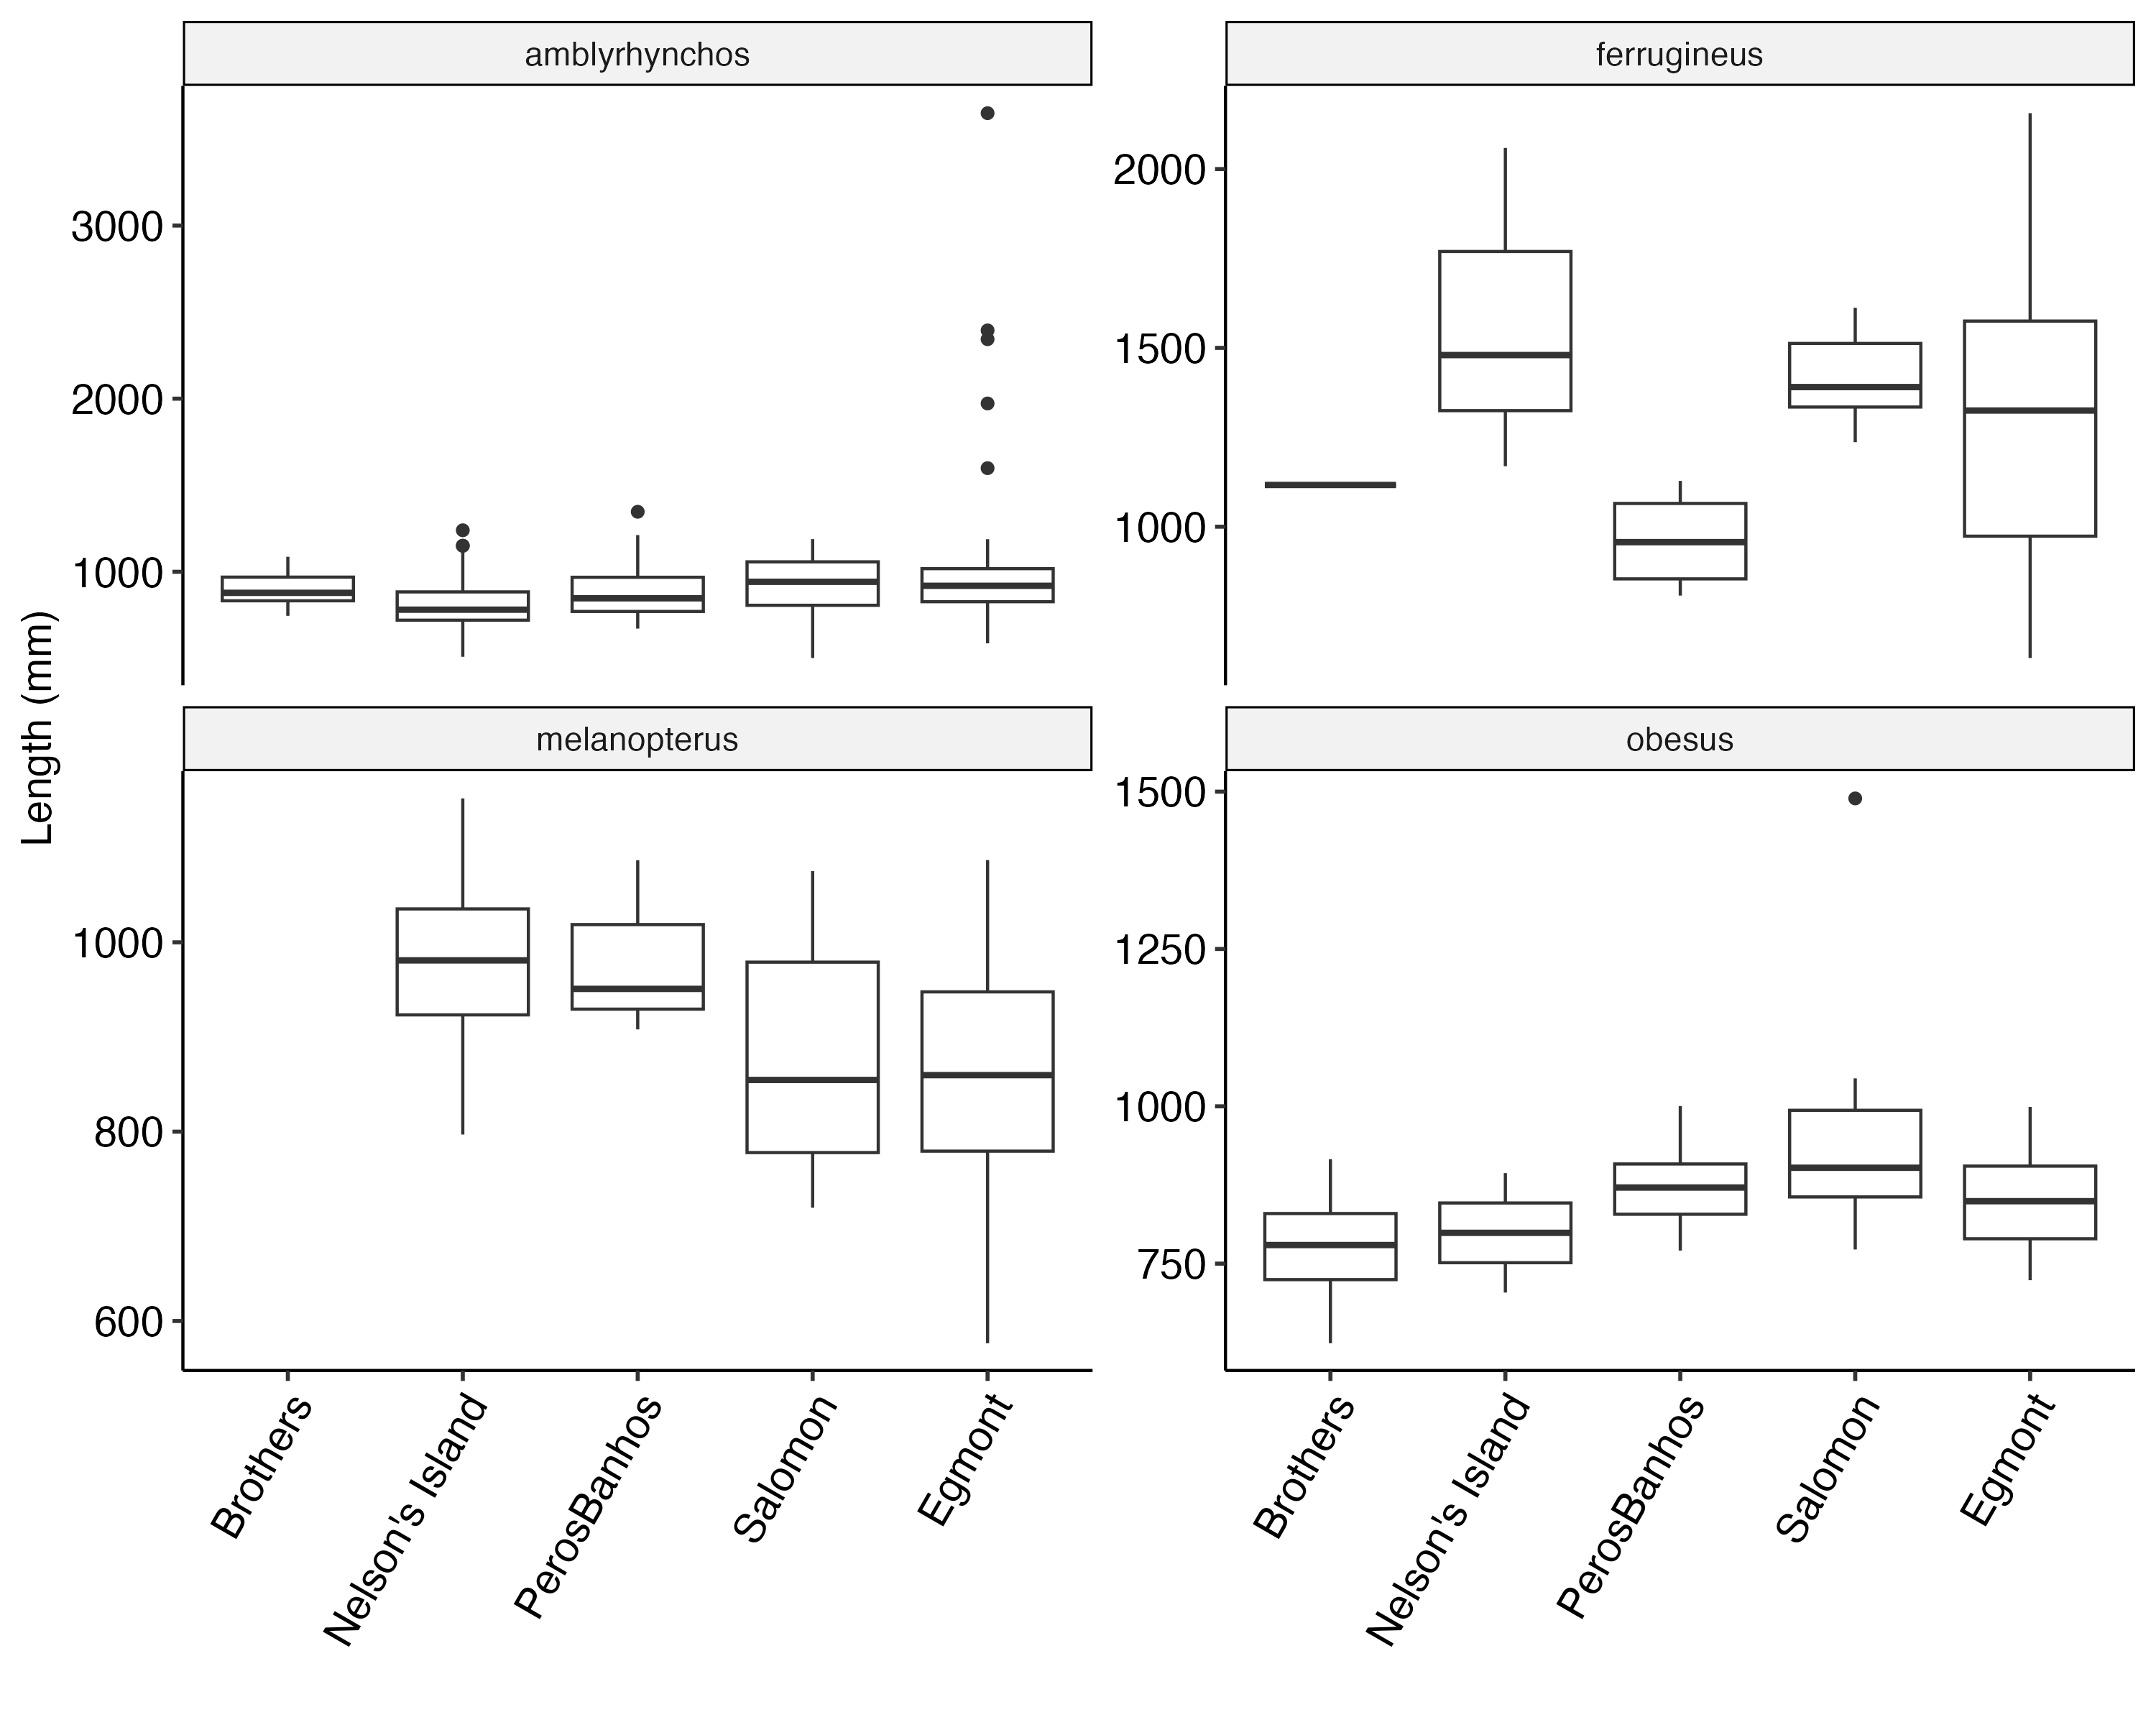 amblyrhynchos
ferrugineus
3000
2000
1000
2000
1500
1000
Length (mm)
melanopterus
obesus
1000
800
600
1500
1250
1000
750
Brothers
Nelson's Island
PerosBanhos
Salomon
Egmont
Brothers
Nelson's Island
PerosBanhos
Salomon
Egmont